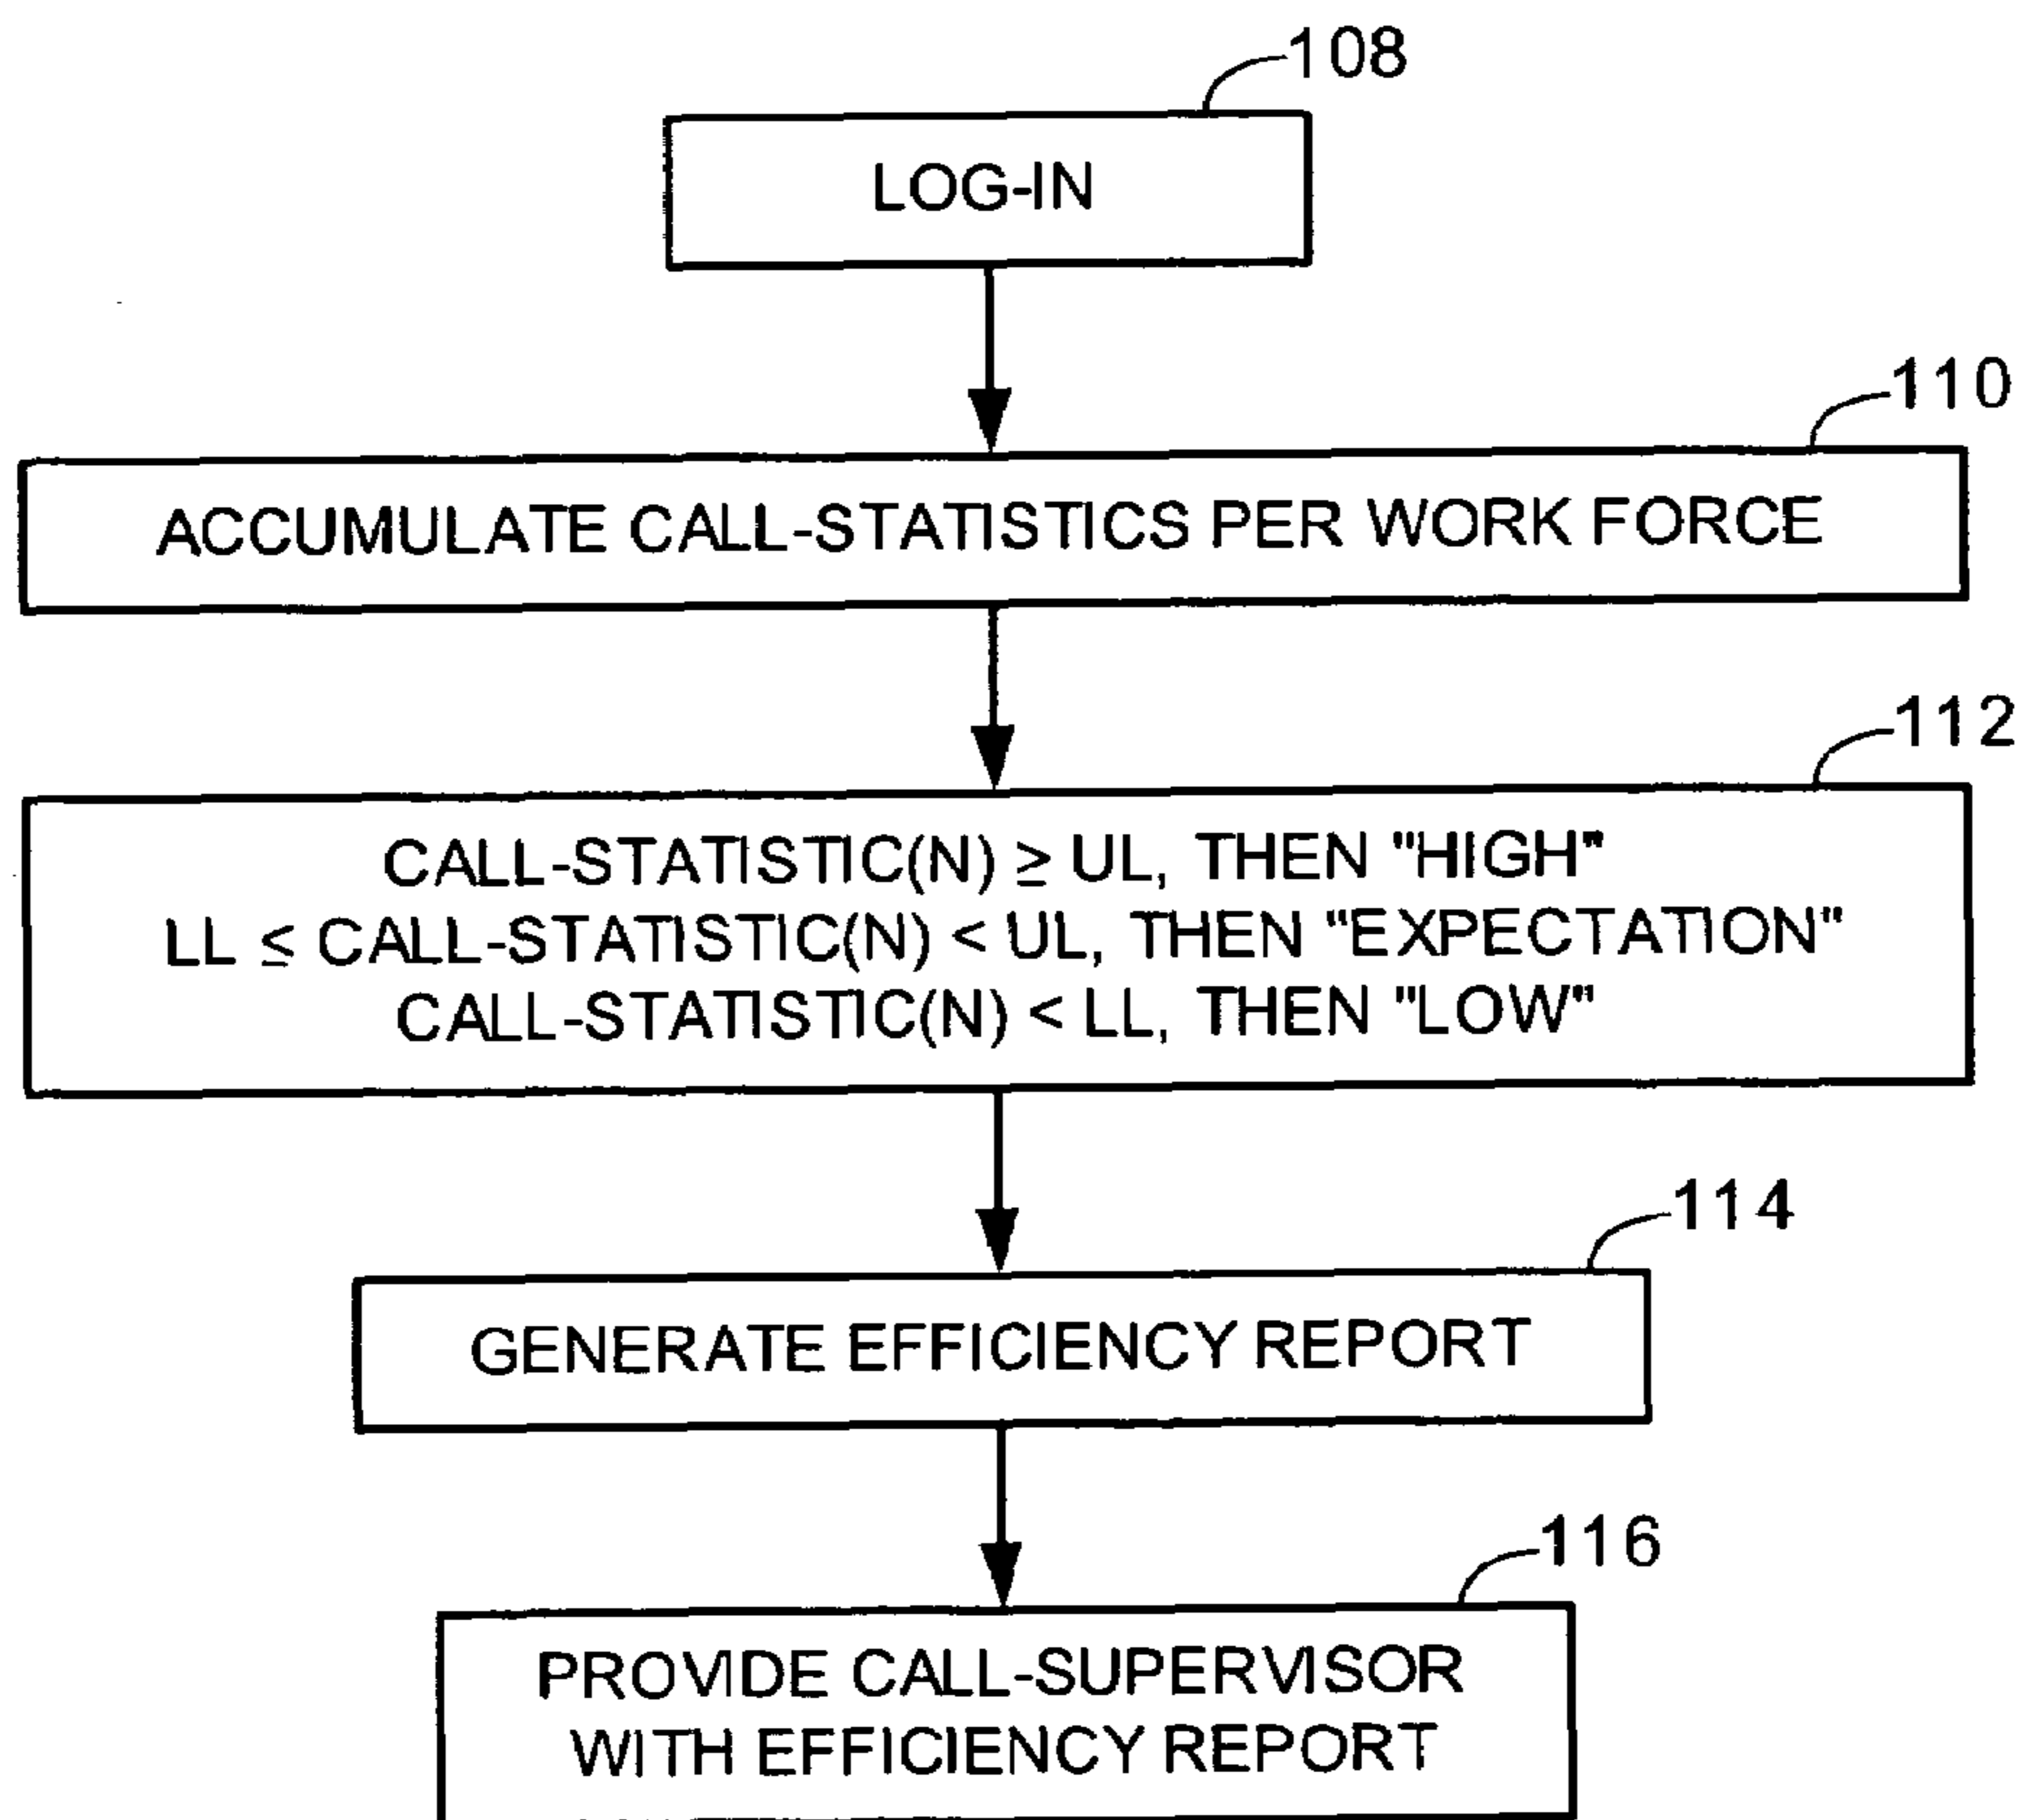 108
LOG-IN
110
ACCUMULATE CALL-STATISTICS PER WORK FORCE
112
CALL-STATISTIC(N) ≥ UL, THEN "HIGH"
LL ≤ CALL-STATISTIC(N) < UL, THEN "EXPECTATION"
CALL-STATISTIC(N) < LL, THEN "LOW"
114
GENERATE EFFICIENCY REPORT
116
PROVIDE CALL-SUPERVISOR
WITH EFFICIENCY REPORT